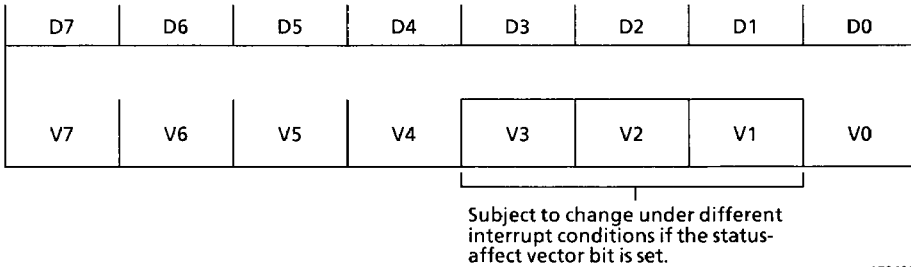 D7 D6 D5 D4 D3 D2 D1 D0
V7 V6 V5 V4 V3 V2 V1 V0
Subject to change under different
interrupt conditions if the status-
affect vector bit is set.